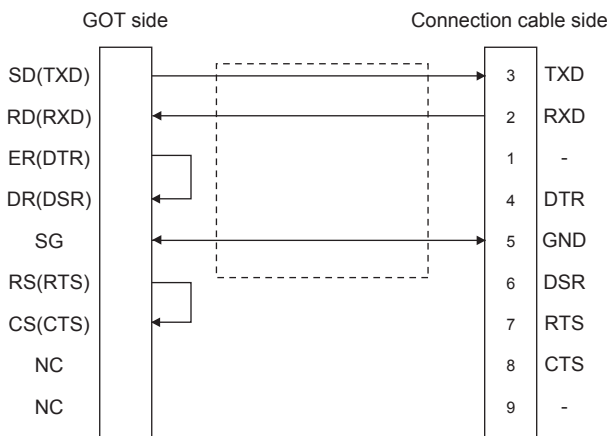 GOT side Connection cable side
SD(TXD) 3 TXD
RD(RXD) 2 RXD
ER(DTR) 1 -
DR(DSR) 4 DTR
SG 5 GND
RS(RTS) 6 DSR
CS(CTS) 7 RTS
NC 8 CTS
NC 9 -